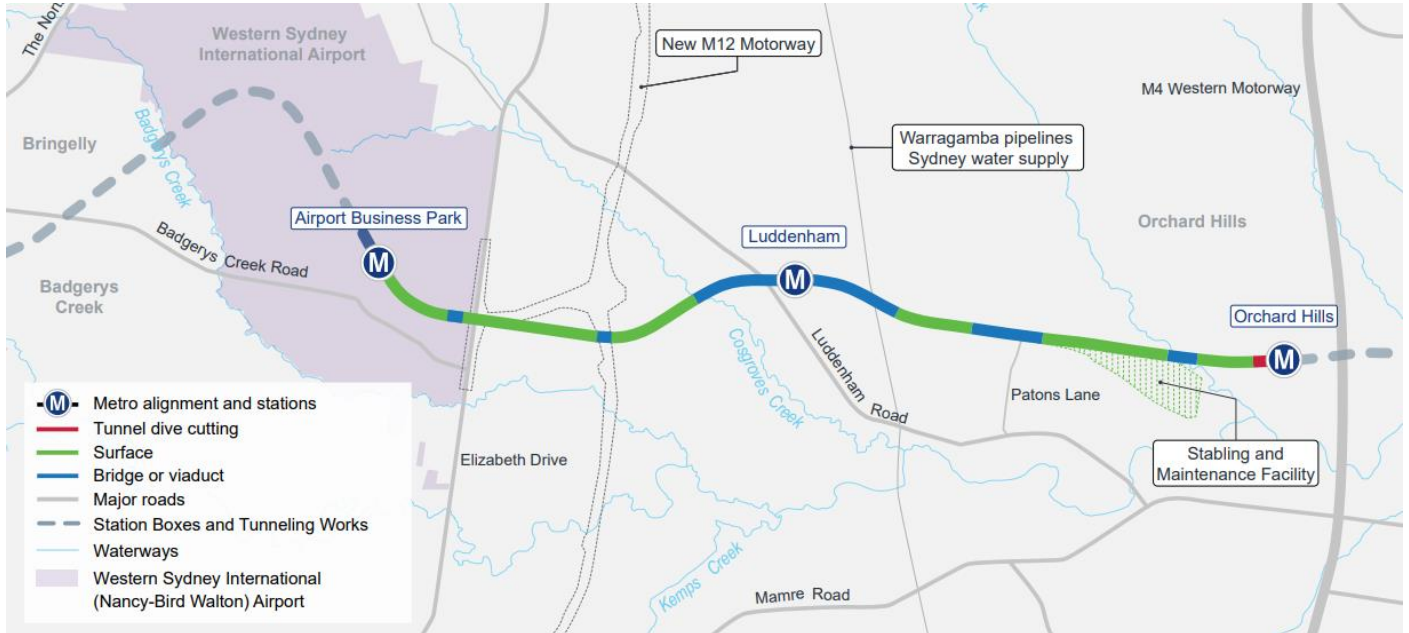 The Nor
Western Sydney
International Airport
New M12 Motorway
M4 Western Motorway
Bringelly
Badgerys Creek
Warragamba pipelines
Sydney water supply
Airport Business Park
M
Badgerys Creek Road
Badgerys
Creek
Luddenham
M
Orchard Hills
Orchard Hills
M
Cosgroves Creek
Luddenham Road
Patons Lane
Stabling and
Maintenance Facility
Elizabeth Drive
Kemps Creek
Mamre Road
M Metro alignment and stations
Tunnel dive cutting
Surface
Bridge or viaduct
Major roads
Station Boxes and Tunneling Works
Waterways
Western Sydney International
(Nancy-Bird Walton) Airport